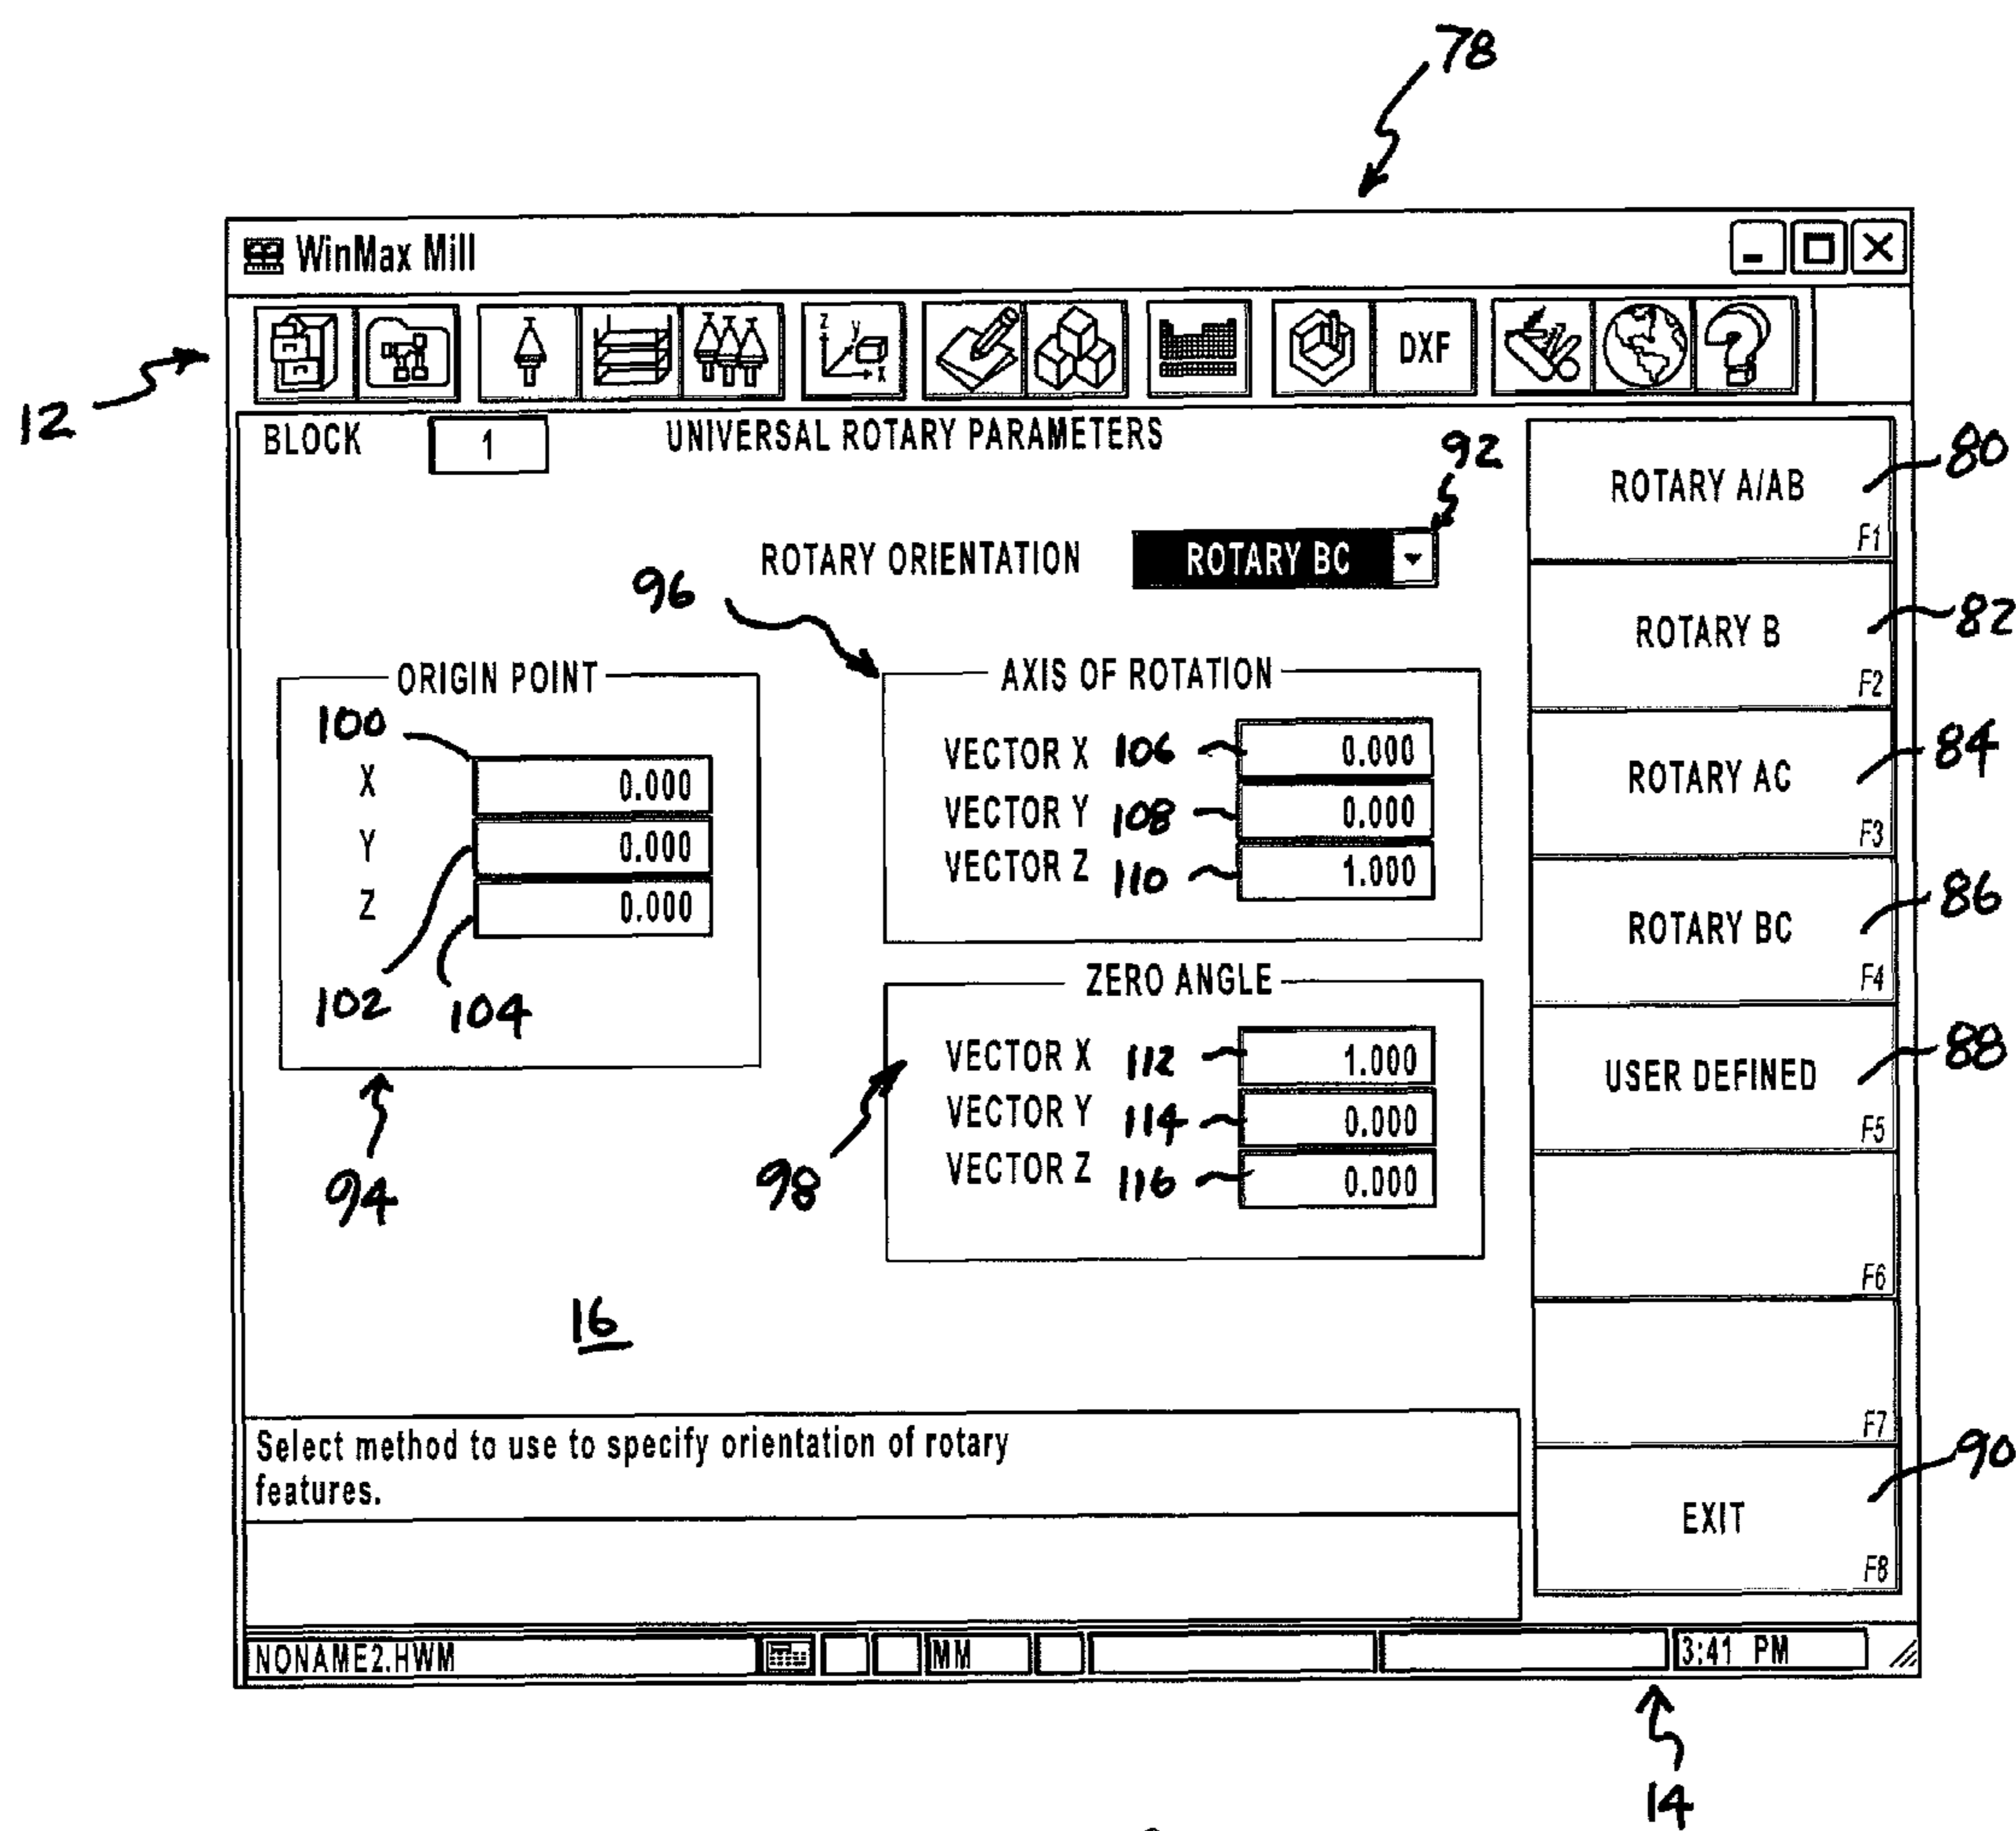 78
WinMax Mill
12
z y x
DXF
BLOCK 1 UNIVERSAL ROTARY PARAMETERS
92
ROTARY ORIENTATION ROTARY BC
96
ORIGIN POINT
100
X 0.000
Y 0.000
Z 0.000
102 104
94
AXIS OF ROTATION
VECTOR X 106 0.000
VECTOR Y 108 0.000
VECTOR Z 110 1.000
ZERO ANGLE
VECTOR X 112 1.000
VECTOR Y 114 0.000
VECTOR Z 116 0.000
98
16
ROTARY A/AB F1 80
ROTARY B F2 82
ROTARY AC F3 84
ROTARY BC F4 86
USER DEFINED F5 88
F6
F7
EXIT F8 90
Select method to use to specify orientation of rotary
features.
NONAME2.HWM MM 3:41 PM
14